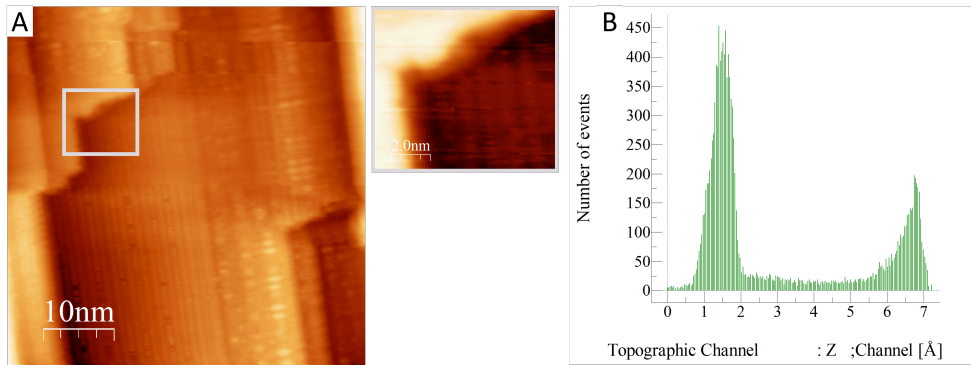 A
10nm
2.0nm
B
450
400
350
300
250
200
150
100
50
0
Number of events
0 1 2 3 4 5 6 7
Topographic Channel : Z ;Channel [Å]